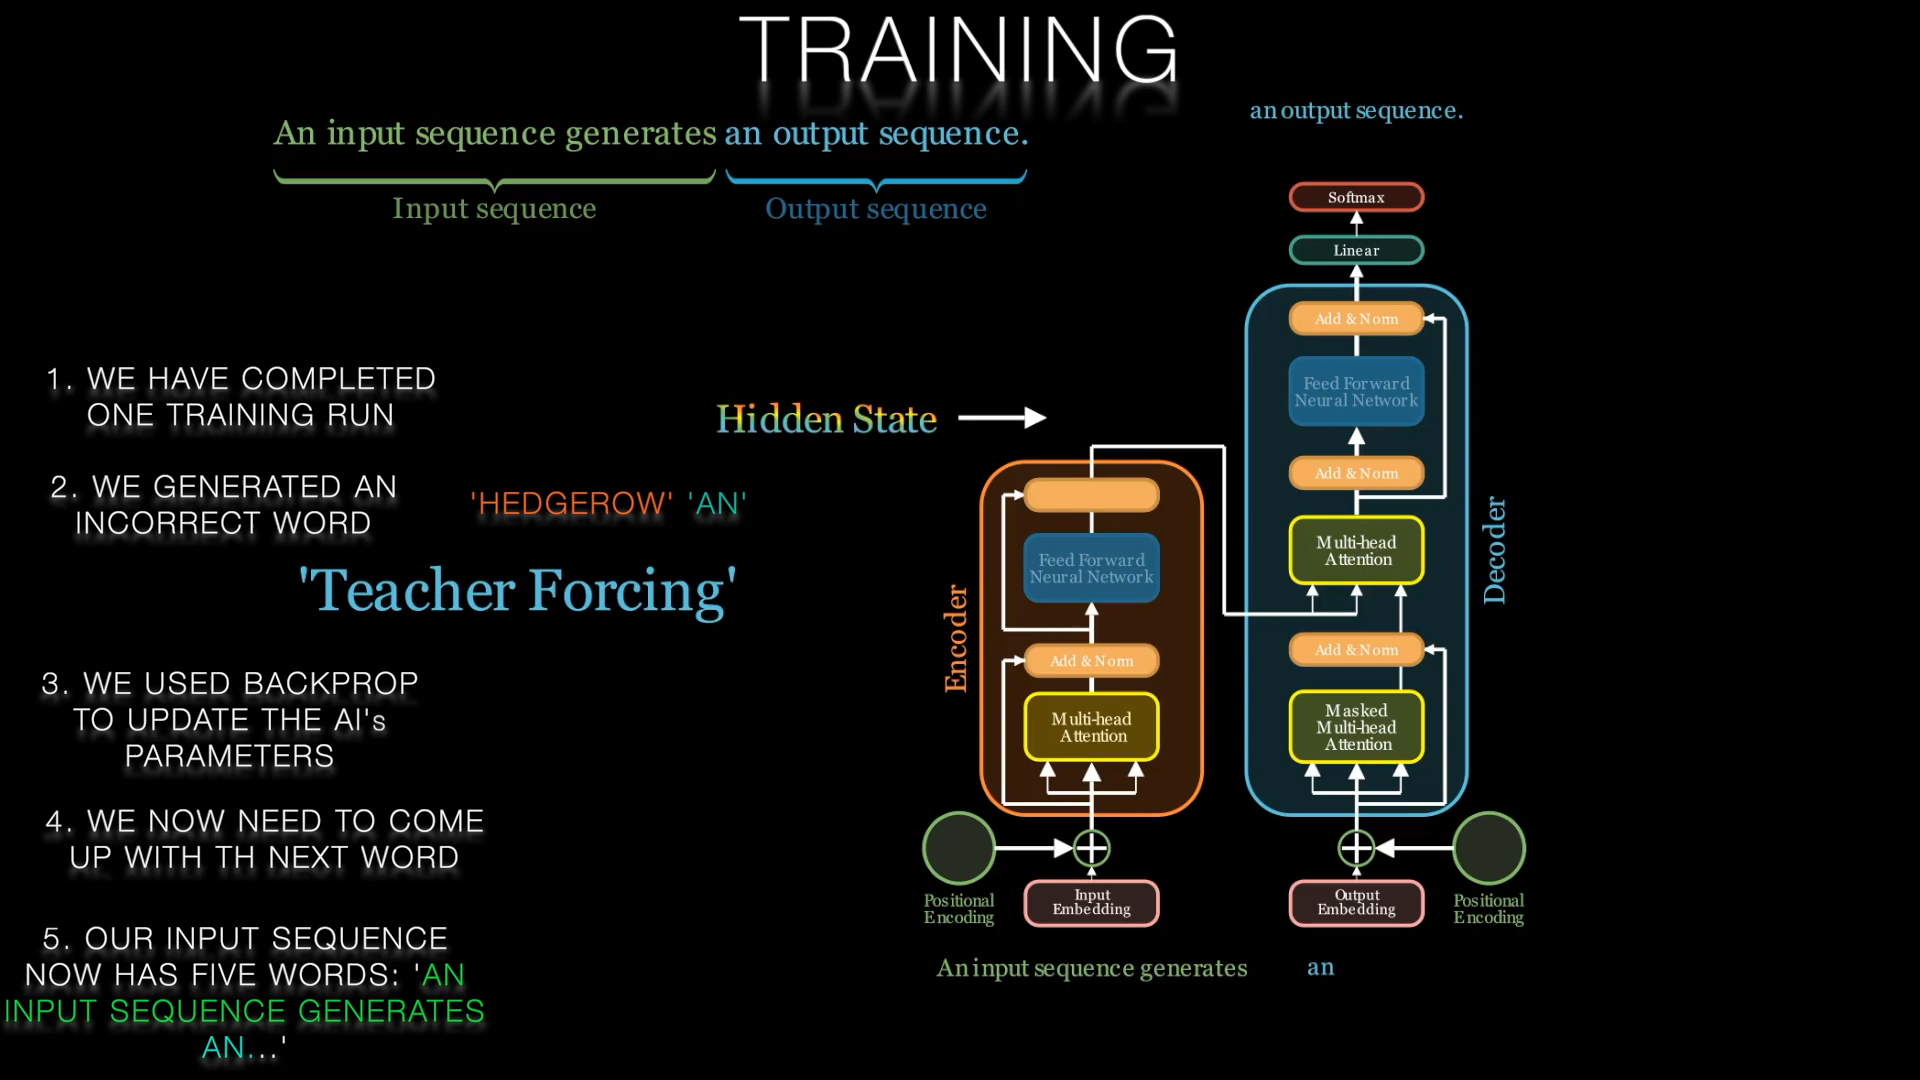 TRAINING
An input sequence generates an output sequence.
Input sequence
Output sequence
1. WE HAVE COMPLETED
ONE TRAINING RUN
2. WE GENERATED AN
INCORRECT WORD
'HEDGEROW' 'AN'
'Teacher Forcing'
3. WE USED BACKPROP
TO UPDATE THE AI's
PARAMETERS
4. WE NOW NEED TO COME
UP WITH TH NEXT WORD
5. OUR INPUT SEQUENCE
NOW HAS FIVE WORDS: 'AN
INPUT SEQUENCE GENERATES
AN...'
Hidden State
Encoder
Feed Forward
Neural Network
Add & Norm
Multi-head
Attention
Positional
Encoding
Input
Embedding
An input sequence generates
an output sequence.
Softmax
Linear
Add & Norm
Feed Forward
Neural Network
Add & Norm
Multi-head
Attention
Decoder
Add & Norm
Masked
Multi-head
Attention
Output
Embedding
Positional
Encoding
an